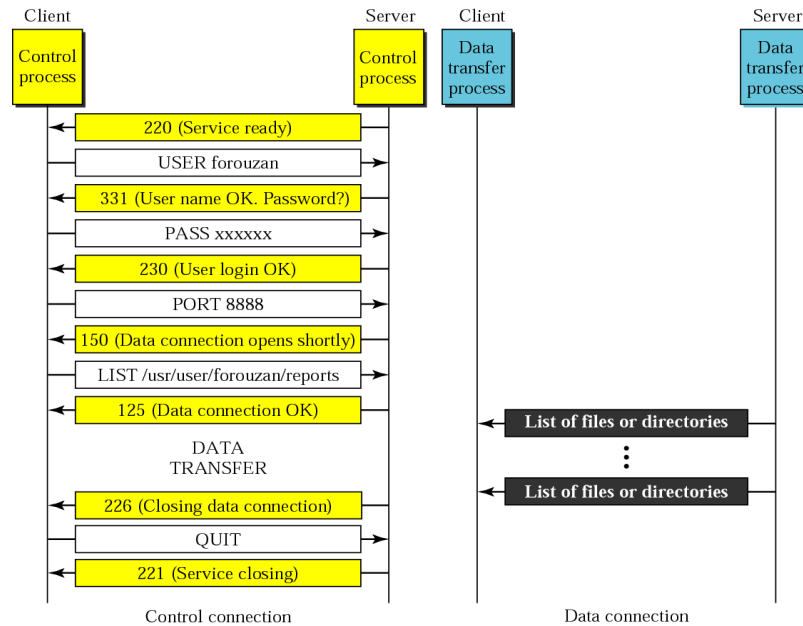 Client
Server
Client
Server
Control
process
Control
process
Data
transfer
process
Data
transfer
process
220 (Service ready)
USER forouzan
331 (User name OK. Password?)
PASS xxxxxx
230 (User login OK)
PORT 8888
150 (Data connection opens shortly)
LIST /usr/user/forouzan/reports
125 (Data connection OK)
List of files or directories
DATA
TRANSFER
List of files or directories
226 (Closing data connection)
QUIT
221 (Service closing)
Control connection
Data connection